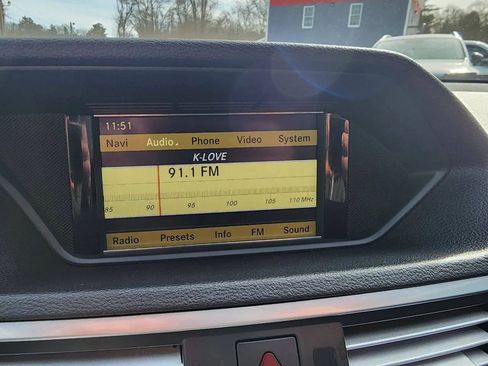 11:51
Navi Audio Phone Video System
K-LOVE
91.1 FM
85 90 95 100 105 110 MHz
Radio Presets Info FM Sound